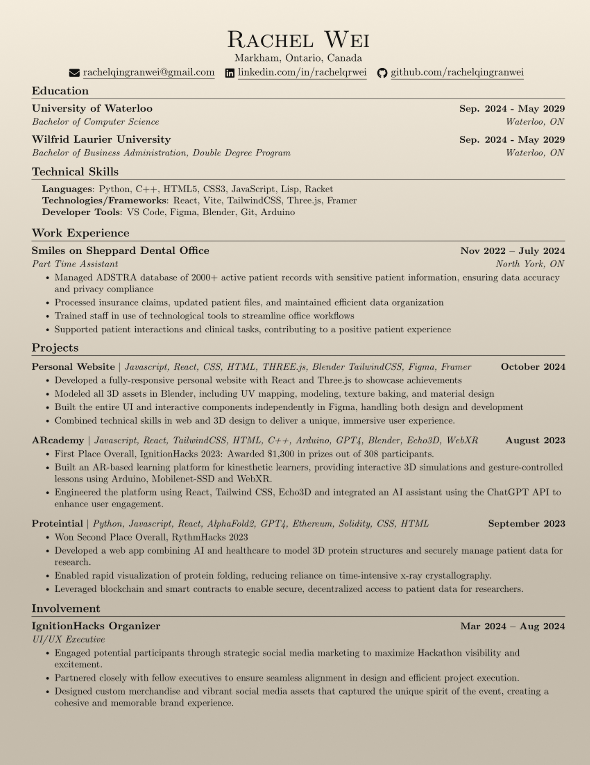 Rachel Wei
Markham, Ontario, Canada
rachelqingranwei@gmail.com linkedin.com/in/rachelqrwei github.com/rachelqingranwei
Education
University of Waterloo Sep. 2024 - May 2029
Bachelor of Computer Science Waterloo, ON
Wilfrid Laurier University Sep. 2024 - May 2029
Bachelor of Business Administration, Double Degree Program Waterloo, ON
Technical Skills
Languages: Python, C++, HTML5, CSS3, JavaScript, Lisp, Racket
Technologies/Frameworks: React, Vite, TailwindCSS, Three.js, Framer
Developer Tools: VS Code, Figma, Blender, Git, Arduino
Work Experience
Smiles on Sheppard Dental Office Nov 2022 – July 2024
Part Time Assistant North York, ON
• Managed ADSTRA database of 2000+ active patient records with sensitive patient information, ensuring data accuracy
and privacy compliance
• Processed insurance claims, updated patient files, and maintained efficient data organization
• Trained staff in use of technological tools to streamline office workflows
• Supported patient interactions and clinical tasks, contributing to a positive patient experience
Projects
Personal Website | Javascript, React, CSS, HTML, THREE.js, Blender TailwindCSS, Figma, Framer October 2024
• Developed a fully-responsive personal website with React and Three.js to showcase achievements
• Modeled all 3D assets in Blender, including UV mapping, modeling, texture baking, and material design
• Built the entire UI and interactive components independently in Figma, handling both design and development
• Combined technical skills in web and 3D design to deliver a unique, immersive user experience.
ARcademy | Javascript, React, TailwindCSS, HTML, C++, Arduino, GPT4, Blender, Echo3D, WebXR August 2023
• First Place Overall, IgnitionHacks 2023: Awarded $1,300 in prizes out of 308 participants.
• Built an AR-based learning platform for kinesthetic learners, providing interactive 3D simulations and gesture-controlled
lessons using Arduino, Mobilenet-SSD and WebXR.
• Engineered the platform using React, Tailwind CSS, Echo3D and integrated an AI assistant using the ChatGPT API to
enhance user engagement.
Proteintial | Python, Javascript, React, AlphaFold2, GPT4, Ethereum, Solidity, CSS, HTML September 2023
• Won Second Place Overall, RythmHacks 2023
• Developed a web app combining AI and healthcare to model 3D protein structures and securely manage patient data for
research.
• Enabled rapid visualization of protein folding, reducing reliance on time-intensive x-ray crystallography.
• Leveraged blockchain and smart contracts to enable secure, decentralized access to patient data for researchers.
Involvement
IgnitionHacks Organizer Mar 2024 – Aug 2024
UI/UX Executive
• Engaged potential participants through strategic social media marketing to maximize Hackathon visibility and
excitement.
• Partnered closely with fellow executives to ensure seamless alignment in design and efficient project execution.
• Designed custom merchandise and vibrant social media assets that captured the unique spirit of the event, creating a
cohesive and memorable brand experience.